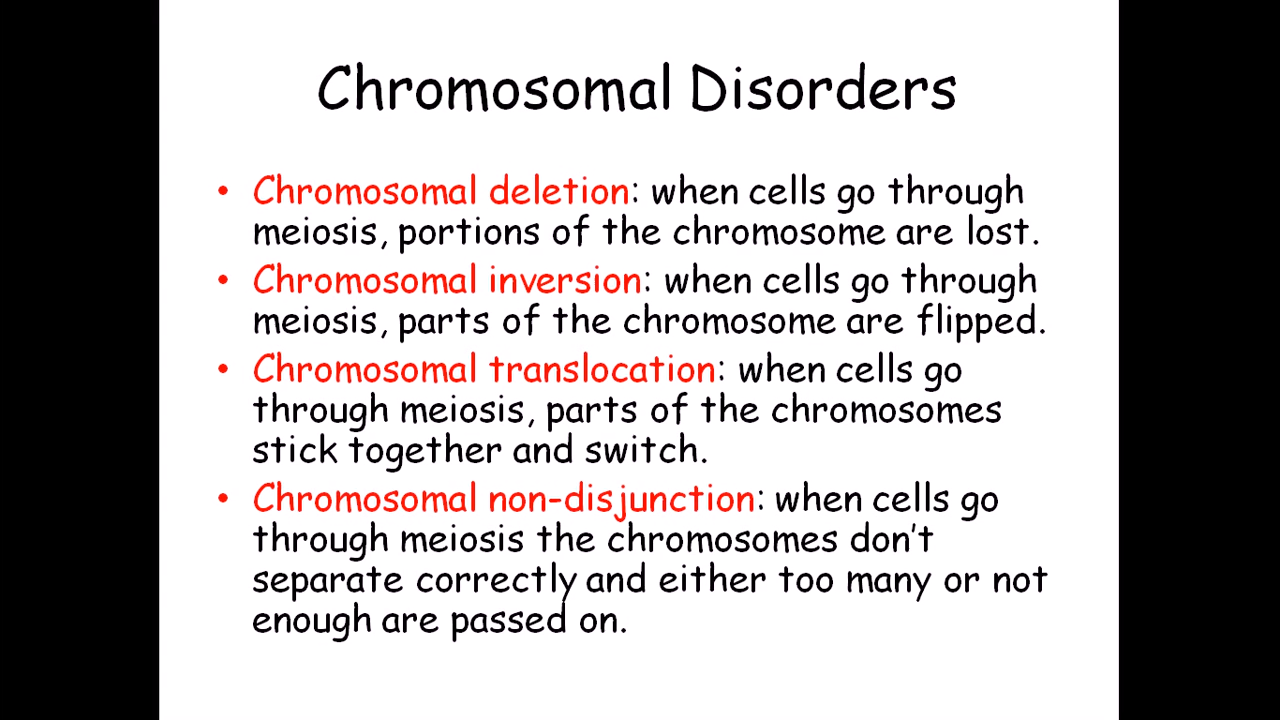 Chromosomal Disorders
• Chromosomal deletion: when cells go through
meiosis, portions of the chromosome are lost.
• Chromosomal inversion: when cells go through
meiosis, parts of the chromosome are flipped.
• Chromosomal translocation: when cells go
through meiosis, parts of the chromosomes
stick together and switch.
• Chromosomal non-disjunction: when cells go
through meiosis the chromosomes don't
separate correctly and either too many or not
enough are passed on.